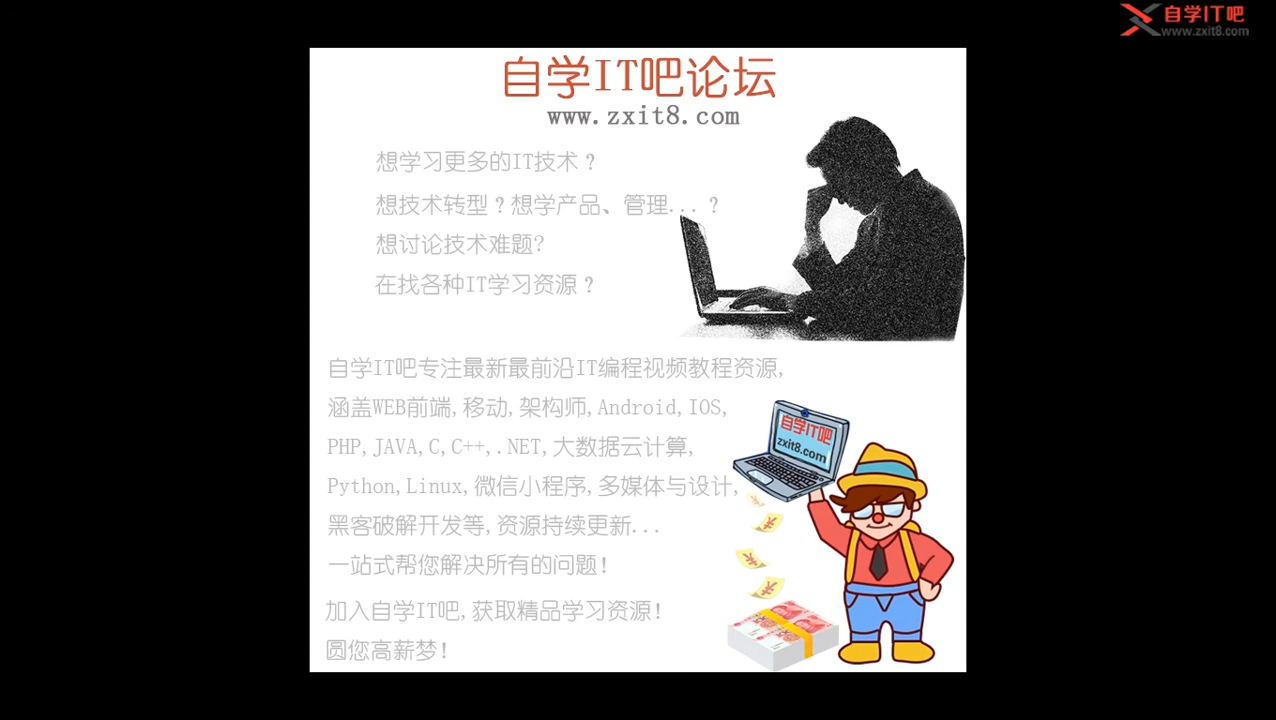 自学IT吧
www.zxit8.com
自学IT吧论坛
www.zxit8.com
想学习更多的IT技术？
想技术转型？想学产品、管理...？
想讨论技术难题?
在找各种IT学习资源？
自学IT吧专注最新最前沿IT编程视频教程资源,
涵盖WEB前端,移动,架构师,Android,IOS,
PHP,JAVA,C,C++,.NET,大数据云计算,
Python,Linux,微信小程序,多媒体与设计,
黑客破解开发等,资源持续更新...
一站式帮您解决所有的问题!
加入自学IT吧,获取精品学习资源!
圆您高薪梦!
自学IT吧
zxit8.com